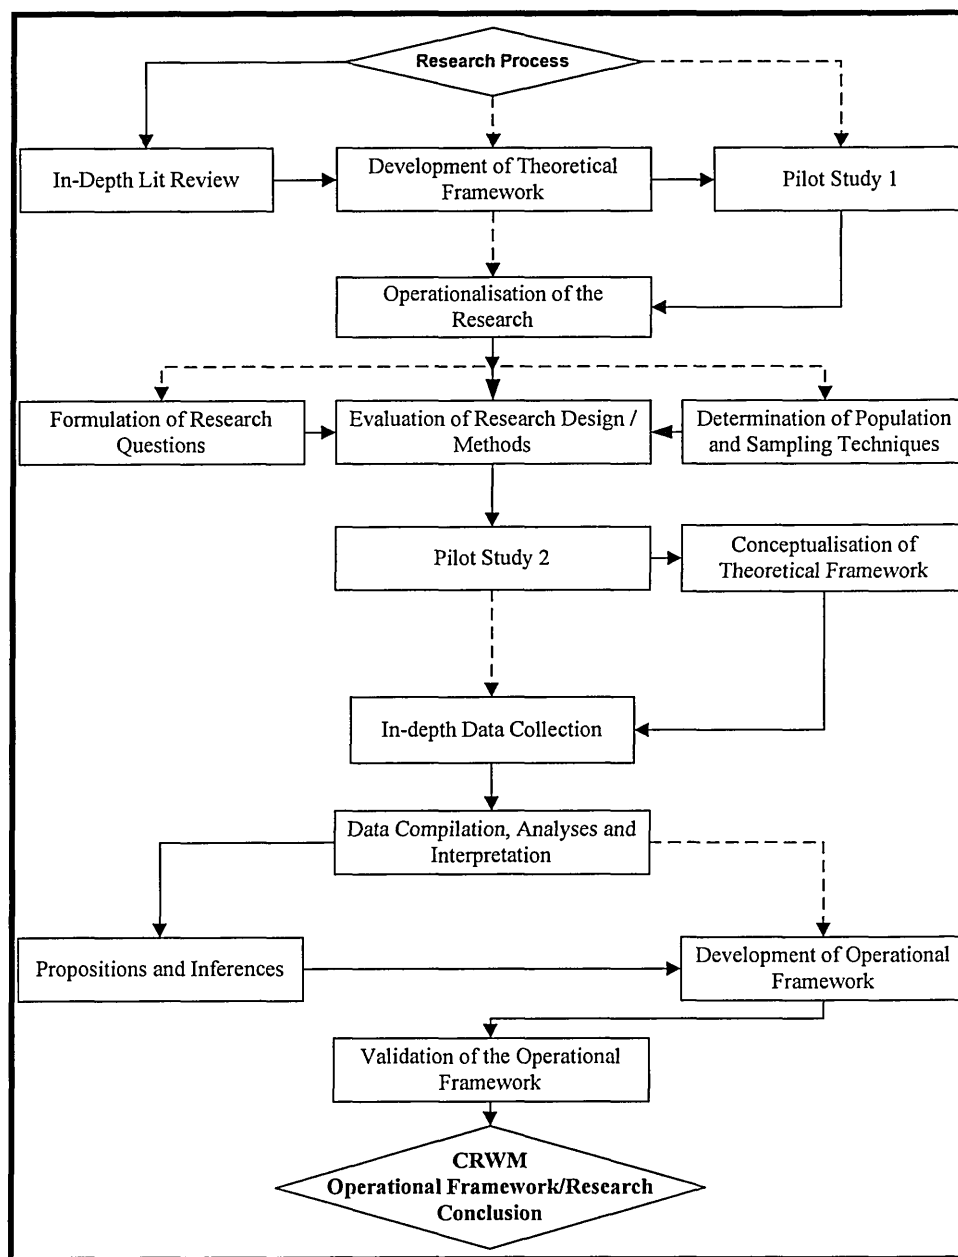 Research Process
In-Depth Lit Review
Development of Theoretical
Framework
Pilot Study 1
Operationalisation of the
Research
Formulation of Research
Questions
Evaluation of Research Design /
Methods
Determination of Population
and Sampling Techniques
Pilot Study 2
Conceptualisation of
Theoretical Framework
In-depth Data Collection
Data Compilation, Analyses and
Interpretation
Propositions and Inferences
Development of Operational
Framework
Validation of the Operational
Framework
CRWM
Operational Framework/Research
Conclusion